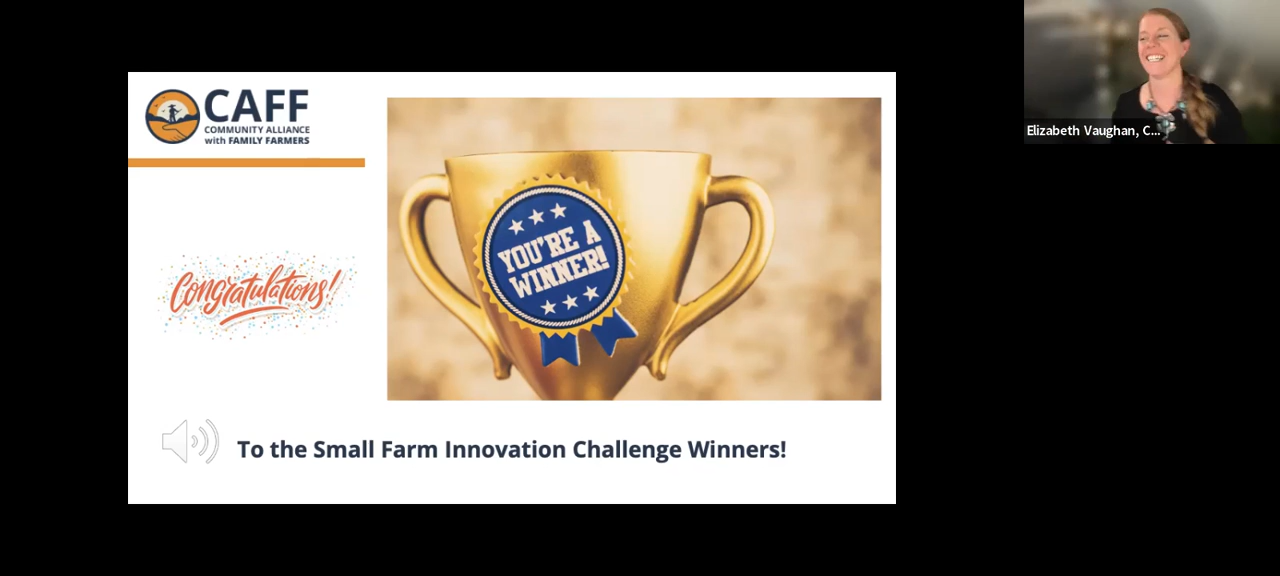 CAFF
COMMUNITY ALLIANCE
with FAMILY FARMERS
YOU'RE A
WINNER!
Congratulations!
To the Small Farm Innovation Challenge Winners!
Elizabeth Vaughan, C...